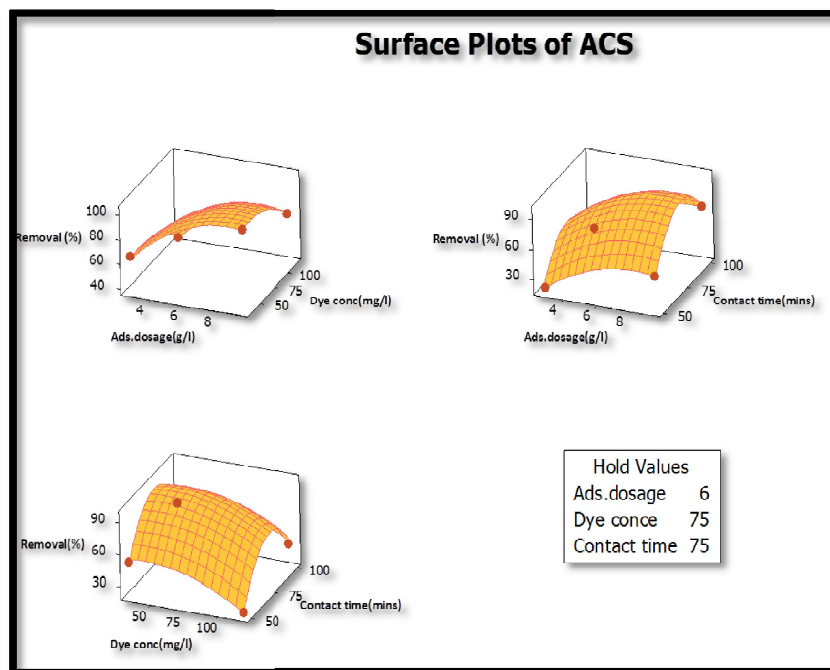 Surface Plots of ACS
100
80
60
40
Removal (%)
4
6
8
Ads.dosage(g/l)
50
75
100
Dye conc(mg/l)
90
60
30
Removal (%)
4
6
8
Ads.dosage(g/l)
50
75
100
Contact time(mins)
90
60
30
Removal(%)
50
75
100
Dye conc(mg/l)
50
75
100
Contact time(mins)
Hold Values
Ads.dosage 6
Dye conce 75
Contact time 75